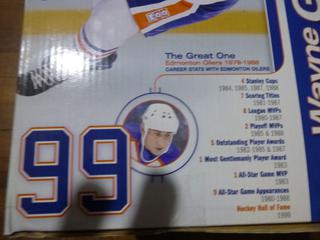 Wayne G
The Great One
Edmonton Oilers 1979-1988
CAREER STATS WITH EDMONTON OILERS
4 Stanley Cups
1984, 1985, 1987, 1988
7 Scoring Titles
1981-1987
8 League MVPs
1980-1987
2 Playoff MVPs
1985 & 1988
5 Outstanding Player Awards
1982-1985 & 1987
1 Most Gentlemanly Player Award
1980
1 All-Star Game MVP
1983
9 All-Star Game Appearances
1980-1988
Hockey Hall of Fame
1999
99